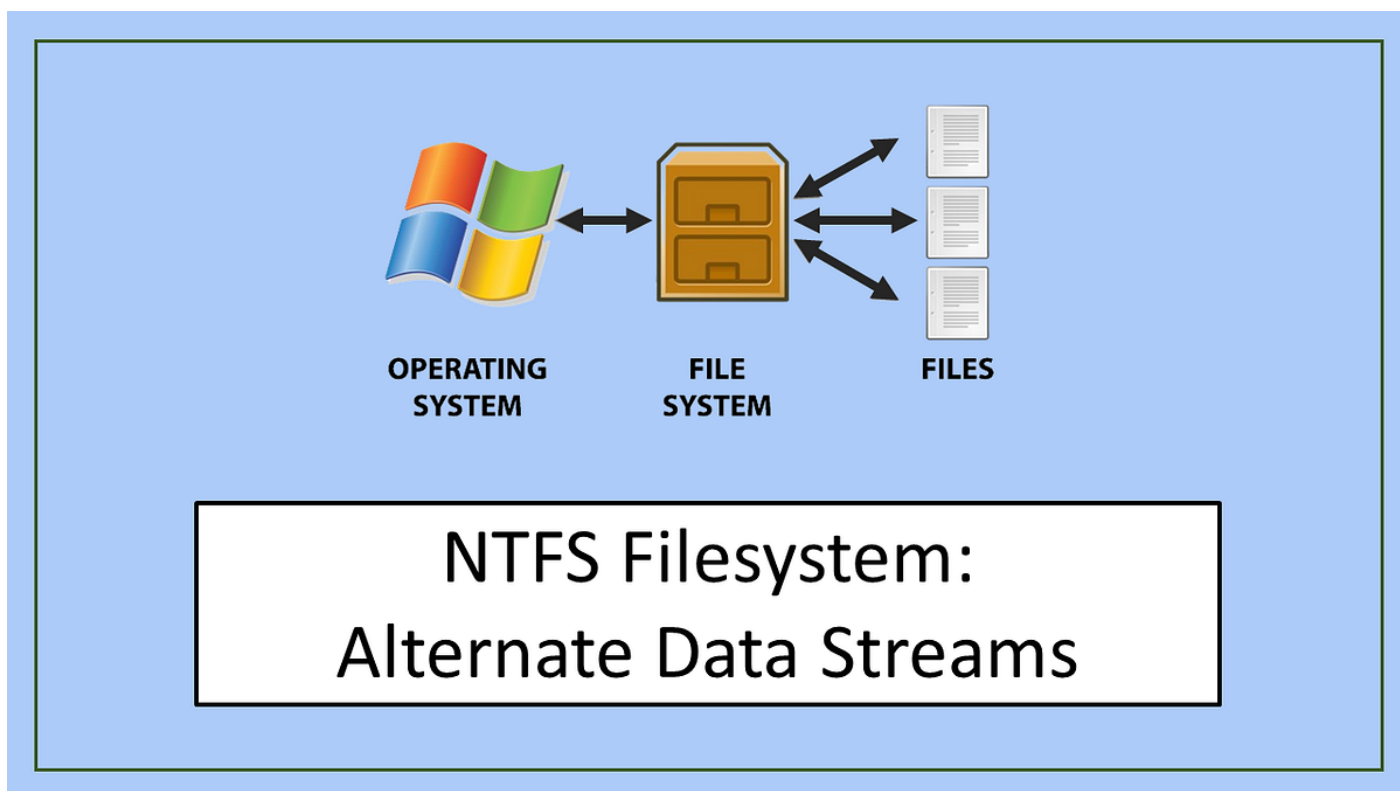 OPERATING
SYSTEM
FILE
SYSTEM
FILES
NTFS Filesystem:
Alternate Data Streams